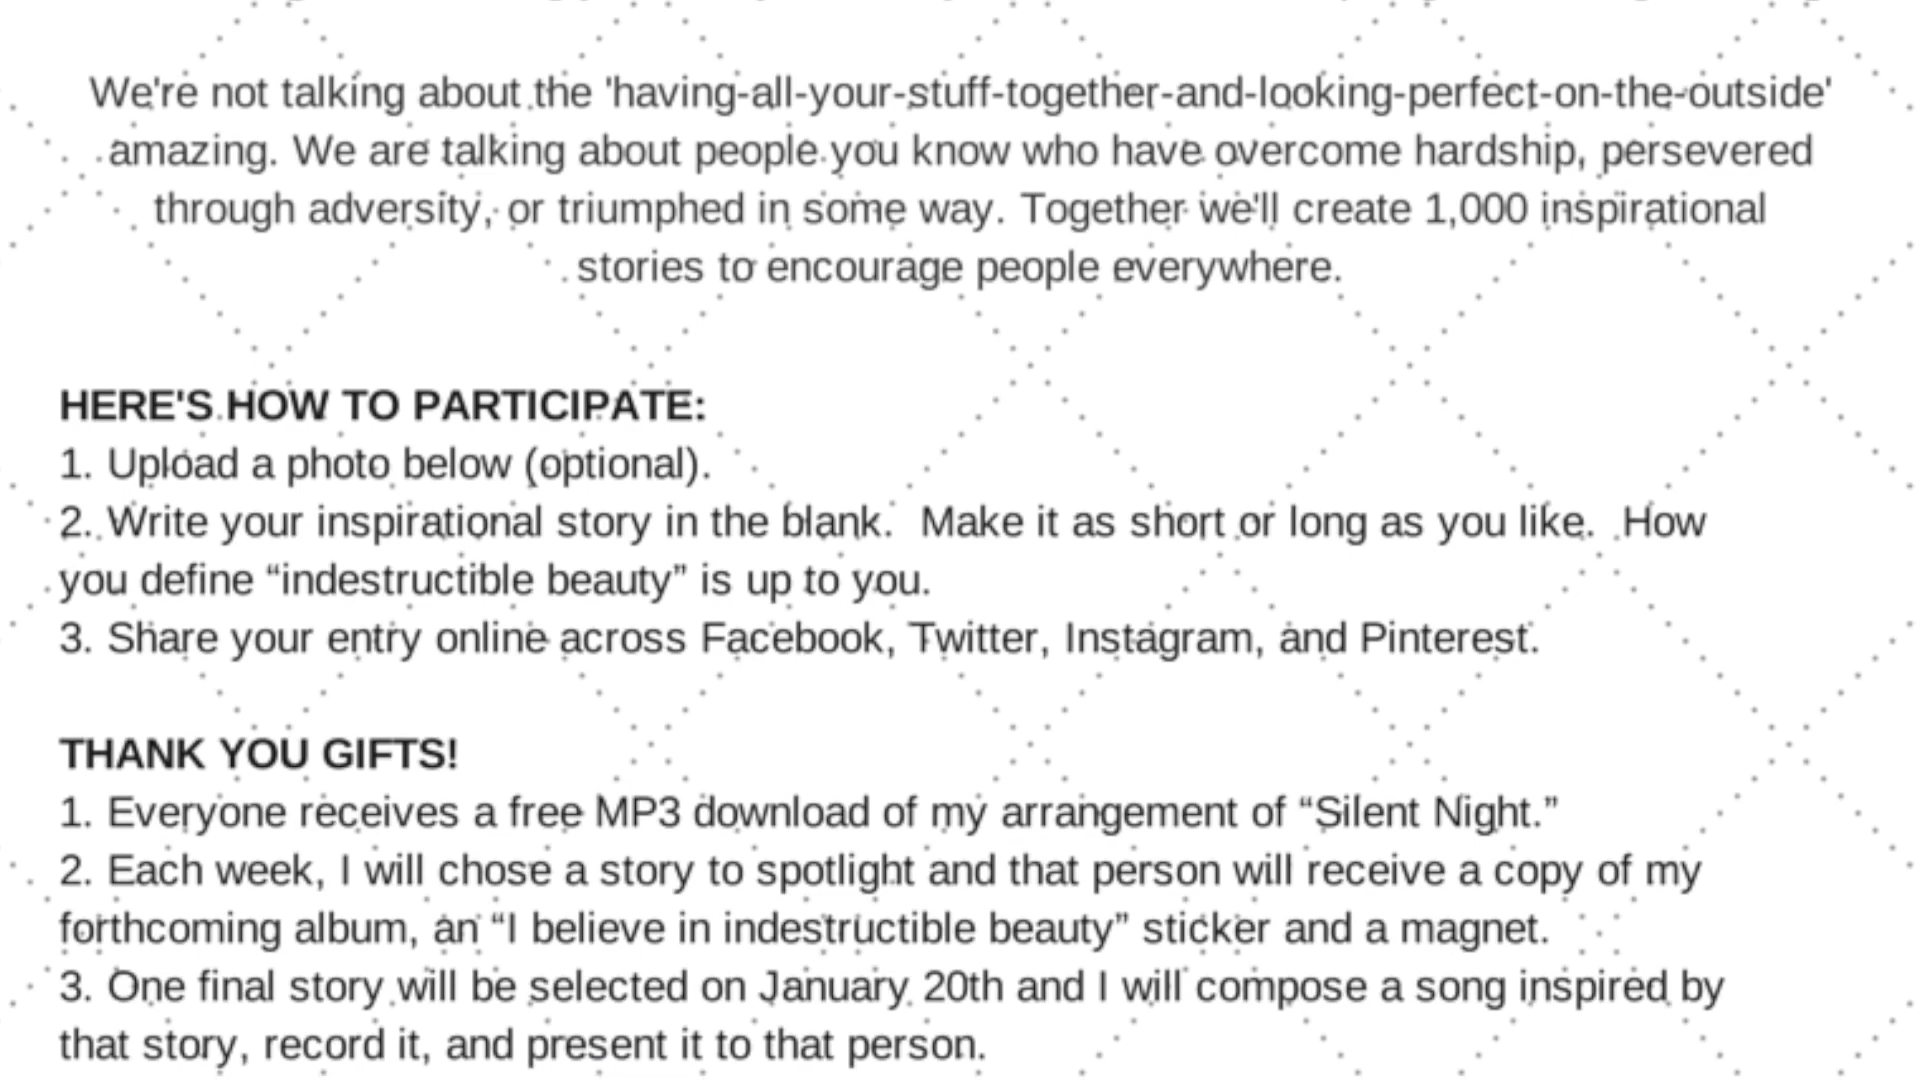 We're not talking about the 'having-all-your-stuff-together-and-looking-perfect-on-the-outside'
amazing. We are talking about people you know who have overcome hardship, persevered
through adversity, or triumphed in some way. Together we'll create 1,000 inspirational
stories to encourage people everywhere.
HERE'S HOW TO PARTICIPATE:
1. Upload a photo below (optional).
2. Write your inspirational story in the blank.  Make it as short or long as you like.  How
you define “indestructible beauty” is up to you.
3. Share your entry online across Facebook, Twitter, Instagram, and Pinterest.
THANK YOU GIFTS!
1. Everyone receives a free MP3 download of my arrangement of “Silent Night.”
2. Each week, I will chose a story to spotlight and that person will receive a copy of my
forthcoming album, an “I believe in indestructible beauty” sticker and a magnet.
3. One final story will be selected on January 20th and I will compose a song inspired by
that story, record it, and present it to that person.